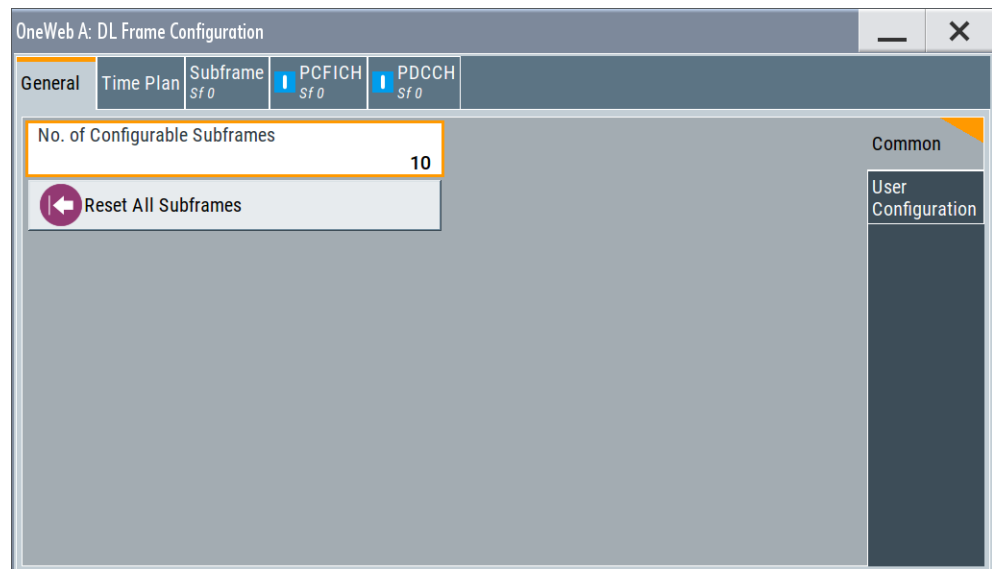 OneWeb A: DL Frame Configuration
General
Time Plan
Subframe
Sf 0
PCFICH
Sf 0
PDCCH
Sf 0
No. of Configurable Subframes
10
Reset All Subframes
Common
User
Configuration